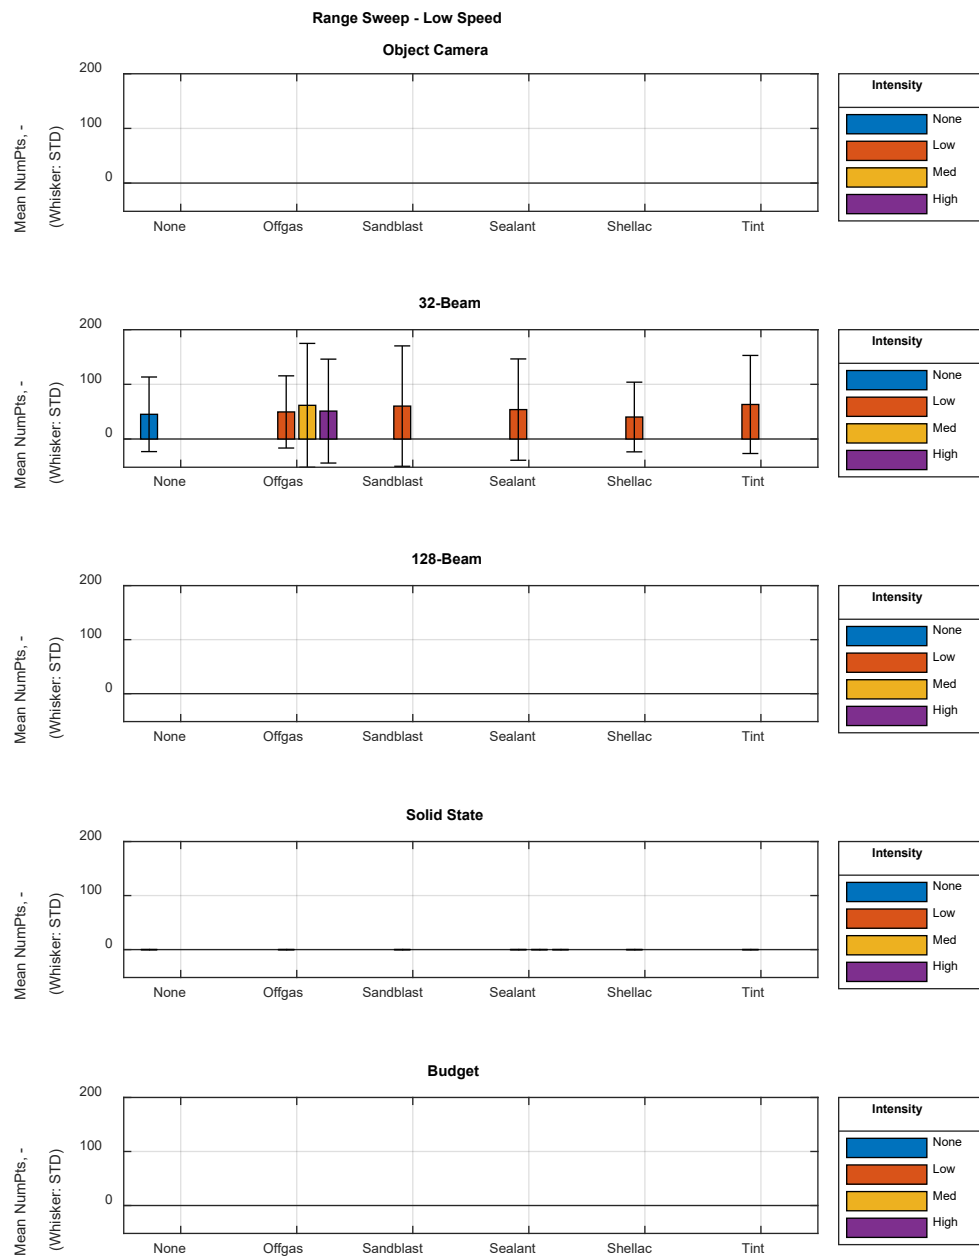 Range Sweep - Low Speed
Object Camera
Mean NumPts, -
(Whisker: STD)
200
100
0
None Offgas Sandblast Sealant Shellac Tint
Intensity
None
Low
Med
High
32-Beam
Mean NumPts, -
(Whisker: STD)
200
100
0
None Offgas Sandblast Sealant Shellac Tint
Intensity
None
Low
Med
High
128-Beam
Mean NumPts, -
(Whisker: STD)
200
100
0
None Offgas Sandblast Sealant Shellac Tint
Intensity
None
Low
Med
High
Solid State
Mean NumPts, -
(Whisker: STD)
200
100
0
None Offgas Sandblast Sealant Shellac Tint
Intensity
None
Low
Med
High
Budget
Mean NumPts, -
(Whisker: STD)
200
100
0
None Offgas Sandblast Sealant Shellac Tint
Intensity
None
Low
Med
High